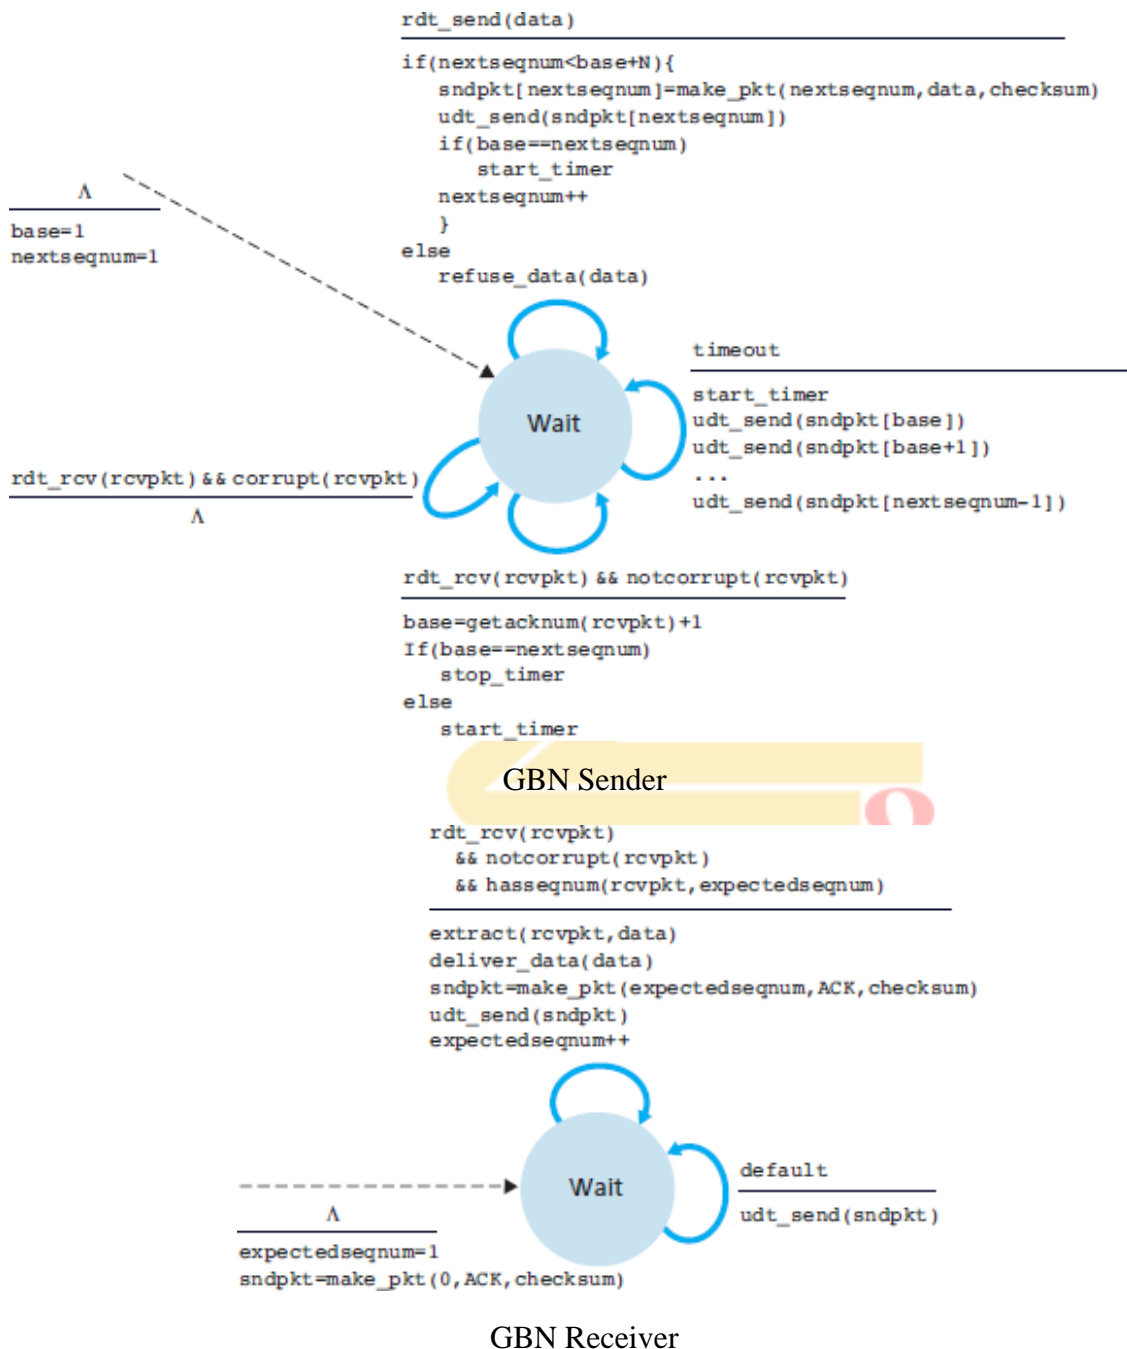 rdt_send(data)
if(nextseqnum<base+N){
sndpkt[nextseqnum]=make_pkt(nextseqnum,data,checksum)
udt_send(sndpkt[nextseqnum])
if(base==nextseqnum)
start_timer
nextseqnum++
}
else
refuse_data(data)
Λ
base=1
nextseqnum=1
timeout
start_timer
udt_send(sndpkt[base])
udt_send(sndpkt[base+1])
...
udt_send(sndpkt[nextseqnum-1])
Wait
rdt_rcv(rcvpkt) && corrupt(rcvpkt)
Λ
rdt_rcv(rcvpkt) && notcorrupt(rcvpkt)
base=getacknum(rcvpkt)+1
If(base==nextseqnum)
stop_timer
else
start_timer
GBN Sender
rdt_rcv(rcvpkt)
&& notcorrupt(rcvpkt)
&& hasseqnum(rcvpkt,expectedseqnum)
extract(rcvpkt,data)
deliver_data(data)
sndpkt=make_pkt(expectedseqnum,ACK,checksum)
udt_send(sndpkt)
expectedseqnum++
Wait
default
udt_send(sndpkt)
Λ
expectedseqnum=1
sndpkt=make_pkt(0,ACK,checksum)
GBN Receiver